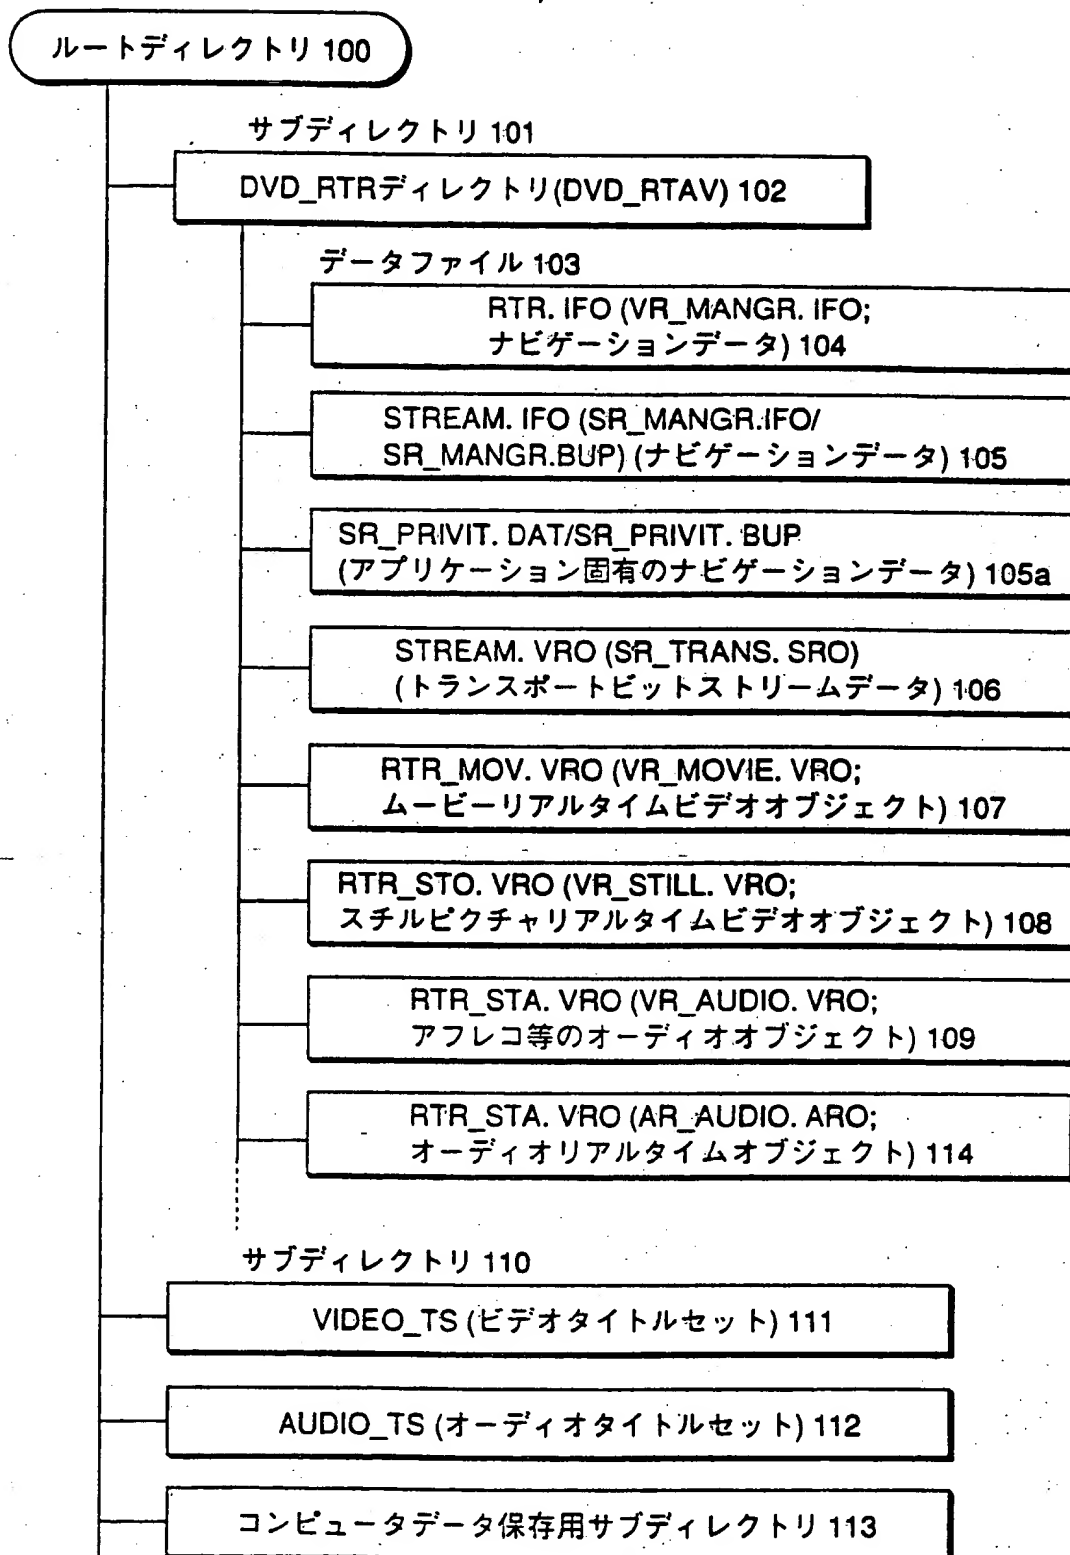 ルートディレクトリ 100
サブディレクトリ 101
DVD_RTRディレクトリ(DVD_RTAV) 102
データファイル 103
RTR. IFO (VR_MANGR. IFO;
ナビゲーションデータ) 104
STREAM. IFO (SR_MANGR.IFO/
SR_MANGR.BUP) (ナビゲーションデータ) 105
SR_PRIVIT. DAT/SR_PRIVIT. BUP
(アプリケーション固有のナビゲーションデータ) 105a
STREAM. VRO (SR_TRANS. SRO)
(トランスポートビットストリームデータ) 106
RTR_MOV. VRO (VR_MOVIE. VRO;
ムービーリアルタイムビデオオブジェクト) 107
RTR_STO. VRO (VR_STILL. VRO;
スチルピクチャリアルタイムビデオオブジェクト) 108
RTR_STA. VRO (VR_AUDIO. VRO;
アフレコ等のオーディオオブジェクト) 109
RTR_STA. VRO (AR_AUDIO. ARO;
オーディオリアルタイムオブジェクト) 114
サブディレクトリ 110
VIDEO_TS (ビデオタイトルセット) 111
AUDIO_TS (オーディオタイトルセット) 112
コンピュータデータ保存用サブディレクトリ 113